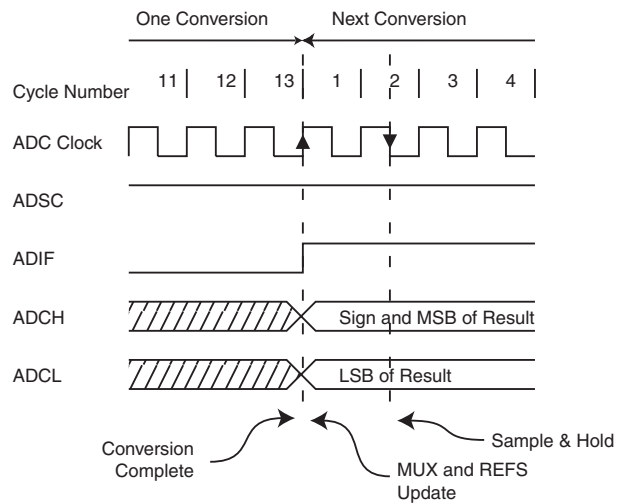 One Conversion Next Conversion
Cycle Number 11 12 13 1 2 3 4
ADC Clock
ADSC
ADIF
ADCH Sign and MSB of Result
ADCL LSB of Result
Conversion
Complete
MUX and REFS
Update
Sample & Hold